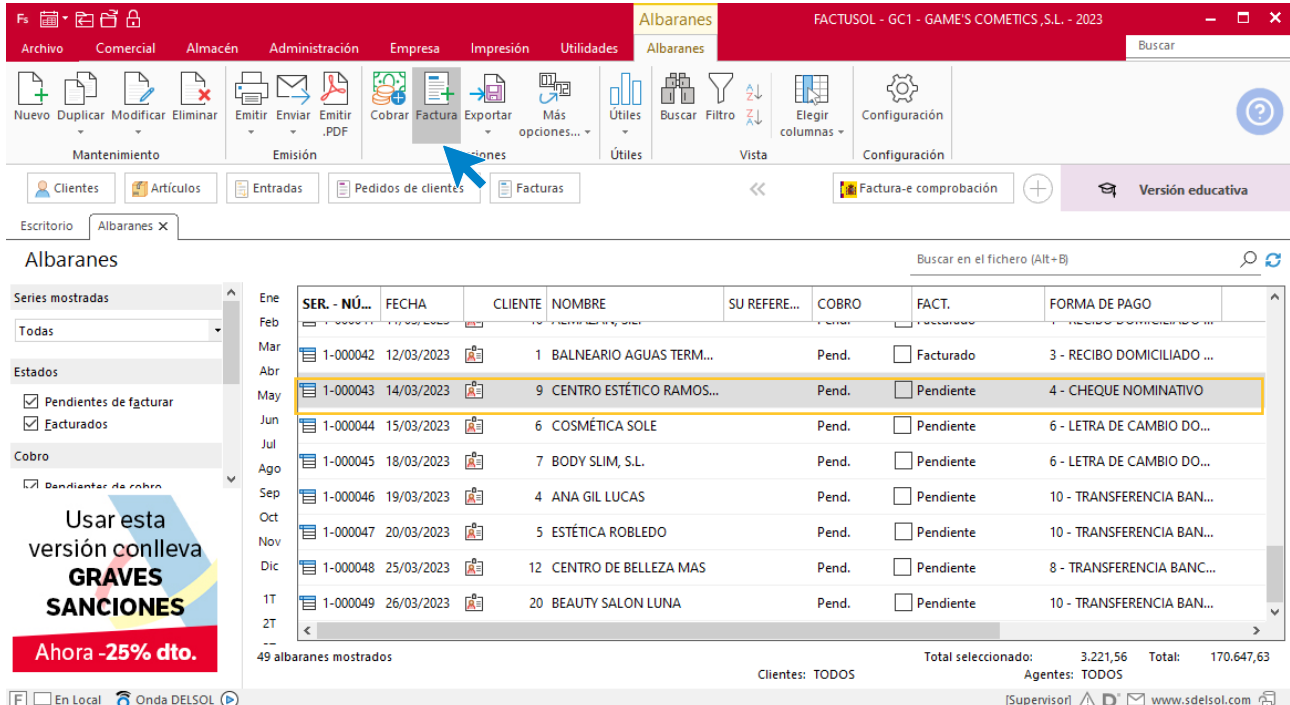 Fs
Albaranes
FACTUSOL - GC1 - GAME'S COMETICS ,S.L. - 2023
Archivo Comercial Almacén Administración Empresa Impresión Utilidades Albaranes Buscar
Nuevo Duplicar Modificar Eliminar Emitir Enviar Emitir .PDF Cobrar Factura Exportar Más opciones... Útiles Buscar Filtro Elegir columnas Configuración
Mantenimiento Emisión Útiles Vista Configuración
Clientes Artículos Entradas Pedidos de clientes Facturas Factura-e comprobación Versión educativa
Escritorio Albaranes X
Albaranes
Buscar en el fichero (Alt+B)
Series mostradas
Todas
Estados
Pendientes de facturar
Facturados
Cobro
Pendientes de cobro
Usar esta
versión conlleva
GRAVES
SANCIONES
Ahora -25% dto.
Ene
Feb
Mar
Abr
May
Jun
Jul
Ago
Sep
Oct
Nov
Dic
1T
2T
SER. - NÚ... FECHA CLIENTE NOMBRE SU REFERE... COBRO FACT. FORMA DE PAGO
1-000042 12/03/2023 1 BALNEARIO AGUAS TERM... Pend. Facturado 3 - RECIBO DOMICILIADO ...
1-000043 14/03/2023 9 CENTRO ESTÉTICO RAMOS... Pend. Pendiente 4 - CHEQUE NOMINATIVO
1-000044 15/03/2023 6 COSMÉTICA SOLE Pend. Pendiente 6 - LETRA DE CAMBIO DO...
1-000045 18/03/2023 7 BODY SLIM, S.L. Pend. Pendiente 6 - LETRA DE CAMBIO DO...
1-000046 19/03/2023 4 ANA GIL LUCAS Pend. Pendiente 10 - TRANSFERENCIA BAN...
1-000047 20/03/2023 5 ESTÉTICA ROBLEDO Pend. Pendiente 10 - TRANSFERENCIA BAN...
1-000048 25/03/2023 12 CENTRO DE BELLEZA MAS Pend. Pendiente 8 - TRANSFERENCIA BANC...
1-000049 26/03/2023 20 BEAUTY SALON LUNA Pend. Pendiente 10 - TRANSFERENCIA BAN...
49 albaranes mostrados Total seleccionado: 3.221,56 Total: 170.647,63
Clientes: TODOS Agentes: TODOS
F En Local Onda DELSOL [Supervisor] D www.sdelsol.com